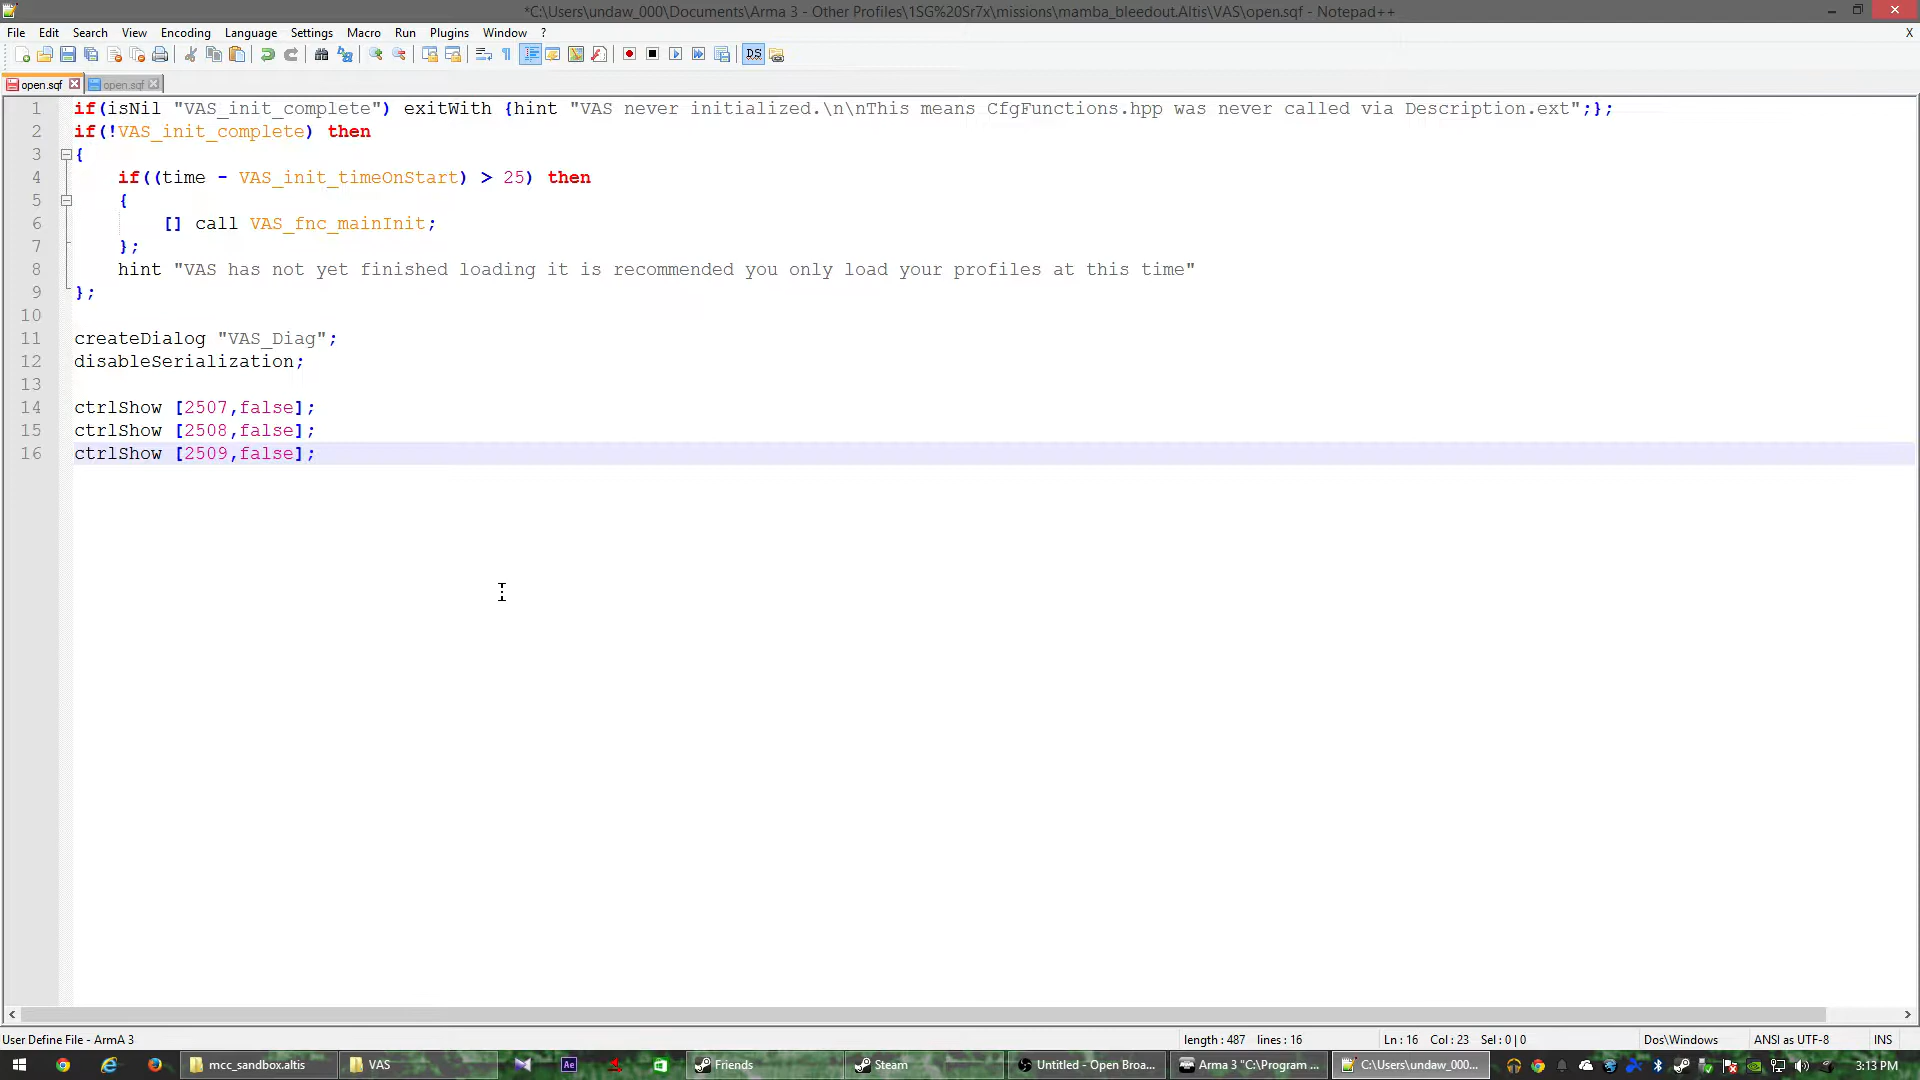 *C:\Users\undaw_000\Documents\Arma 3 - Other Profiles\1SG%20Sr7x\missions\mamba_bleedout.Altis\VAS\open.sqf - Notepad++
File Edit Search View Encoding Language Settings Macro Run Plugins Window ? X
open.sqf open.sqf
1 if(isNil "VAS_init_complete") exitWith {hint "VAS never initialized.\n\nThis means CfgFunctions.hpp was never called via Description.ext";};
2 if(!VAS_init_complete) then
3 {
4 if((time - VAS_init_timeOnStart) > 25) then
5 {
6 [] call VAS_fnc_mainInit;
7 };
8 hint "VAS has not yet finished loading it is recommended you only load your profiles at this time"
9 };
10
11 createDialog "VAS_Diag";
12 disableSerialization;
13
14 ctrlShow [2507,false];
15 ctrlShow [2508,false];
16 ctrlShow [2509,false];
User Define File - ArmA 3 length : 487 lines : 16 Ln : 16 Col : 23 Sel : 0 | 0 Dos\Windows ANSI as UTF-8 INS
mcc_sandbox.altis VAS Ae Friends Steam Untitled - Open Broa... Arma 3 "C:\Program ... C:\Users\undaw_000... 3:13 PM